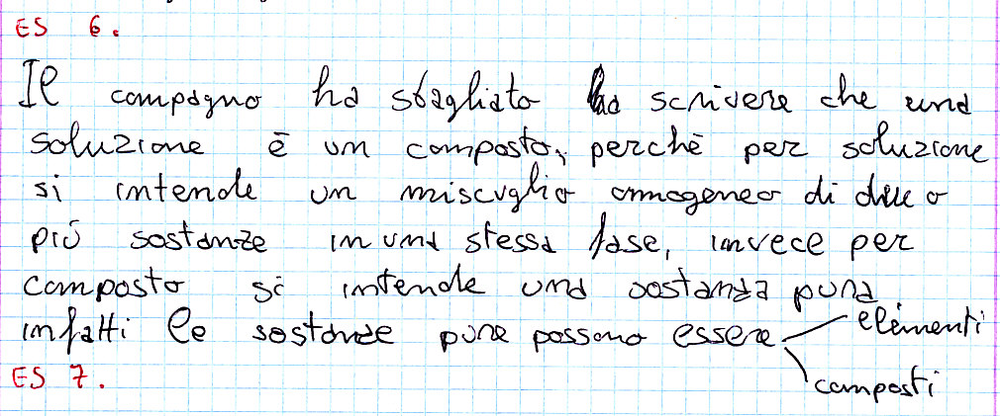 ES 6.
Il compagno ha sbagliato ha scrivere che una
soluzione è un composto, perchè per soluzione
si intende un miscuglio omogeneo di due o
più sostanze in una stessa fase, invece per
composto si intende una sostanza pura
infatti le sostanze pure possono essere elementi
composti
ES 7.